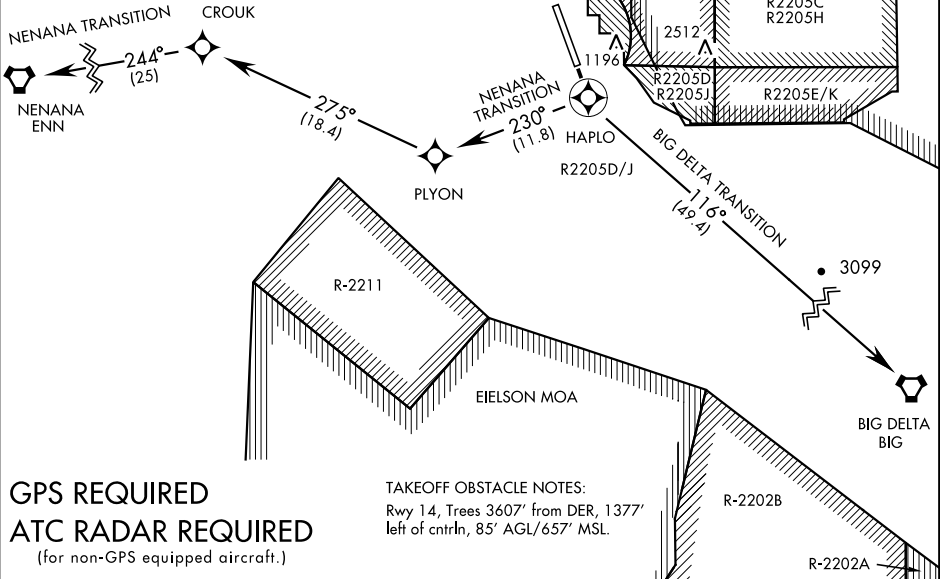 NENANA TRANSITION
CROUK
244°
(25)
NENANA
ENN
275°
(18.4)
PLYON
NENANA
TRANSITION
230°
(11.8)
HAPLO
R2205D/J
1196
2512
R2205C
R2205H
R2205D
R2205J
R2205E/K
BIG DELTA TRANSITION
116°
(49.4)
3099
BIG DELTA
BIG
R-2211
EIELSON MOA
R-2202B
R-2202A
GPS REQUIRED
ATC RADAR REQUIRED
(for non-GPS equipped aircraft.)
TAKEOFF OBSTACLE NOTES:
Rwy 14, Trees 3607' from DER, 1377'
left of cntrln, 85' AGL/657' MSL.